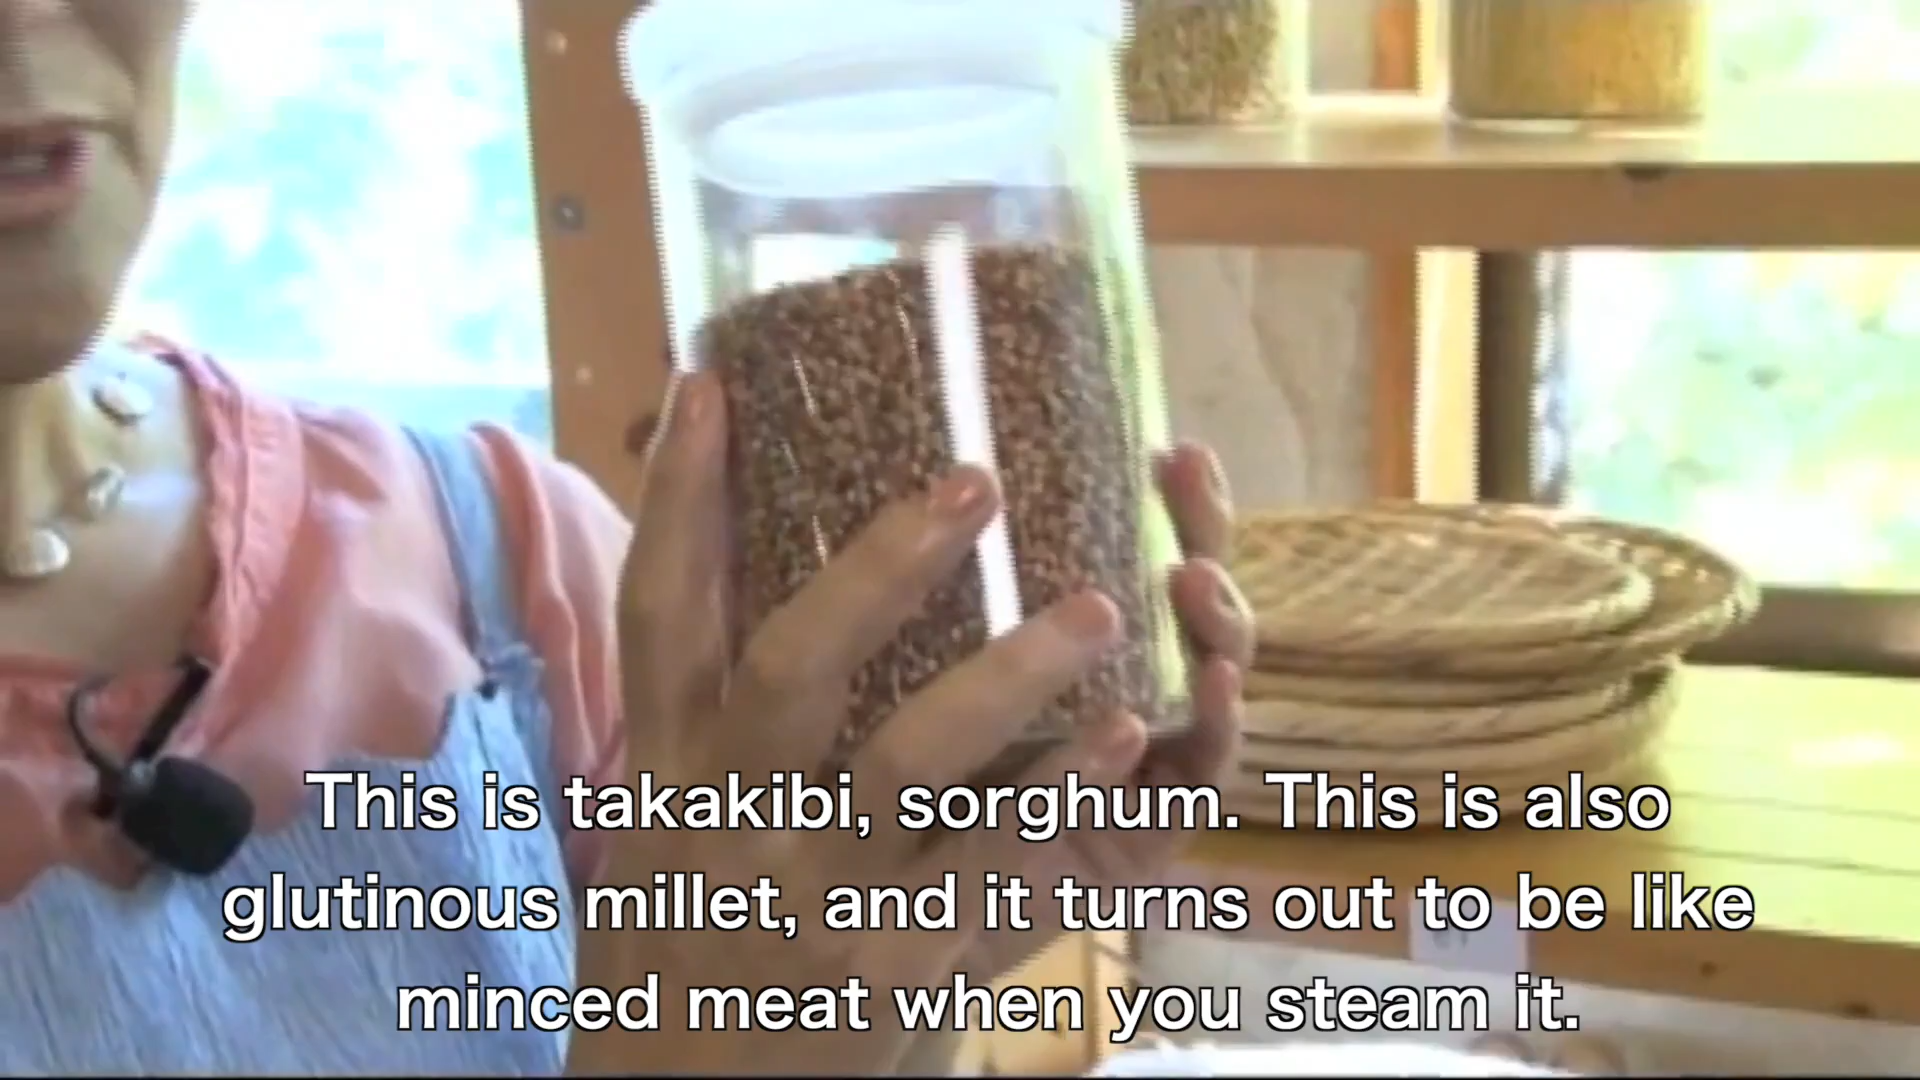 This is takakibi, sorghum. This is also
glutinous millet, and it turns out to be like
minced meat when you steam it.